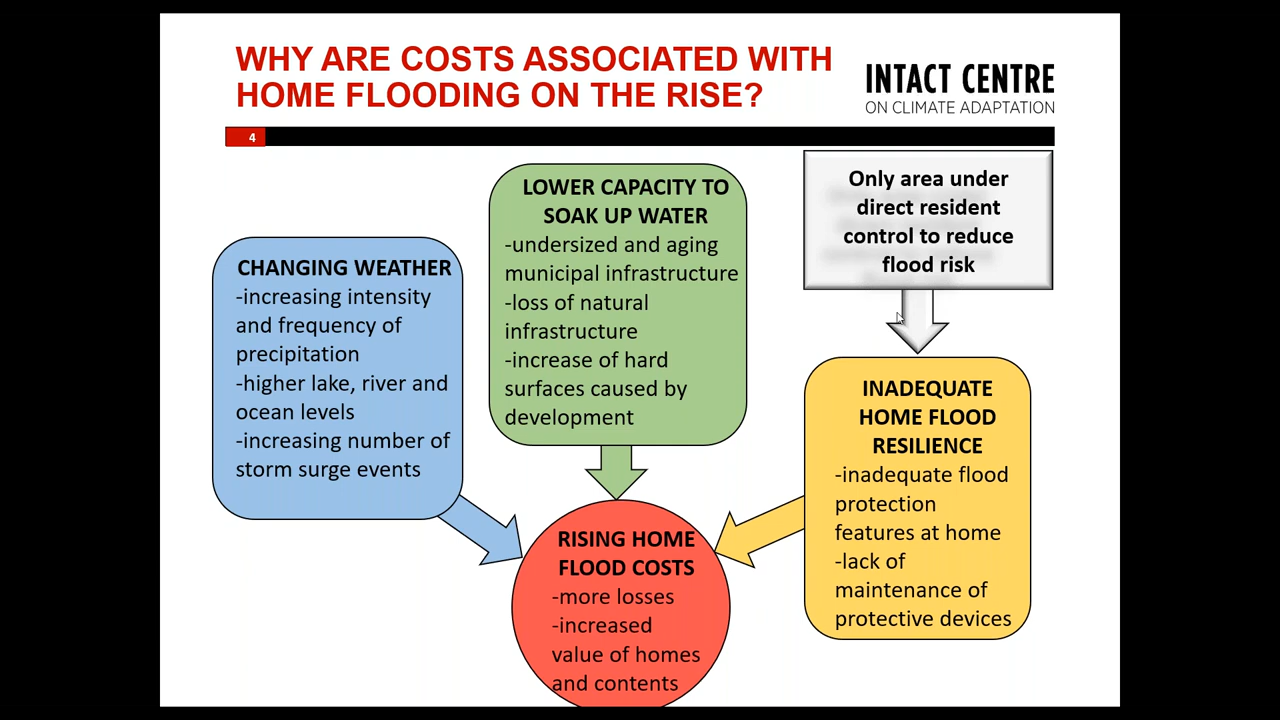 WHY ARE COSTS ASSOCIATED WITH
HOME FLOODING ON THE RISE?
INTACT CENTRE
ON CLIMATE ADAPTATION
4
CHANGING WEATHER
-increasing intensity
and frequency of
precipitation
-higher lake, river and
ocean levels
-increasing number of
storm surge events
LOWER CAPACITY TO
SOAK UP WATER
-undersized and aging
municipal infrastructure
-loss of natural
infrastructure
-increase of hard
surfaces caused by
development
Only area under
direct resident
control to reduce
flood risk
INADEQUATE
HOME FLOOD
RESILIENCE
-inadequate flood
protection
features at home
-lack of
maintenance of
protective devices
RISING HOME
FLOOD COSTS
-more losses
-increased
value of homes
and contents